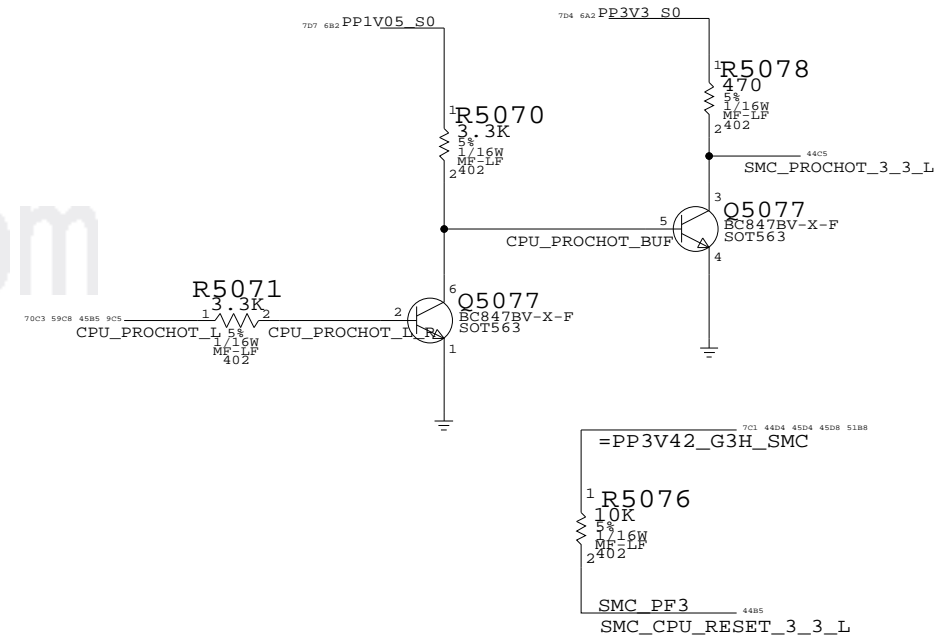 7D7 6B2 PP1V05_S0
7D4 6A2 PP3V3_S0
1
R5078
470
5%
1/16W
MF-LF
2 402
1
R5070
3.3K
5%
1/16W
MF-LF
2 402
44C5
SMC_PROCHOT_3_3_L
3
Q5077
BC847BV-X-F
SOT563
5
CPU_PROCHOT_BUF
4
om
R5071
3.3K
1 2
70C3 59C8 45B5 9C5
CPU_PROCHOT_L 5% CPU_PROCHOT_L_R
1/16W
MF-LF
402
6
Q5077
BC847BV-X-F
SOT563
2
1
7C1 44D4 45D4 45D8 51B8
=PP3V42_G3H_SMC
1
R5076
10K
5%
1/16W
MF-LF
2 402
SMC_PF3 44B5
SMC_CPU_RESET_3_3_L